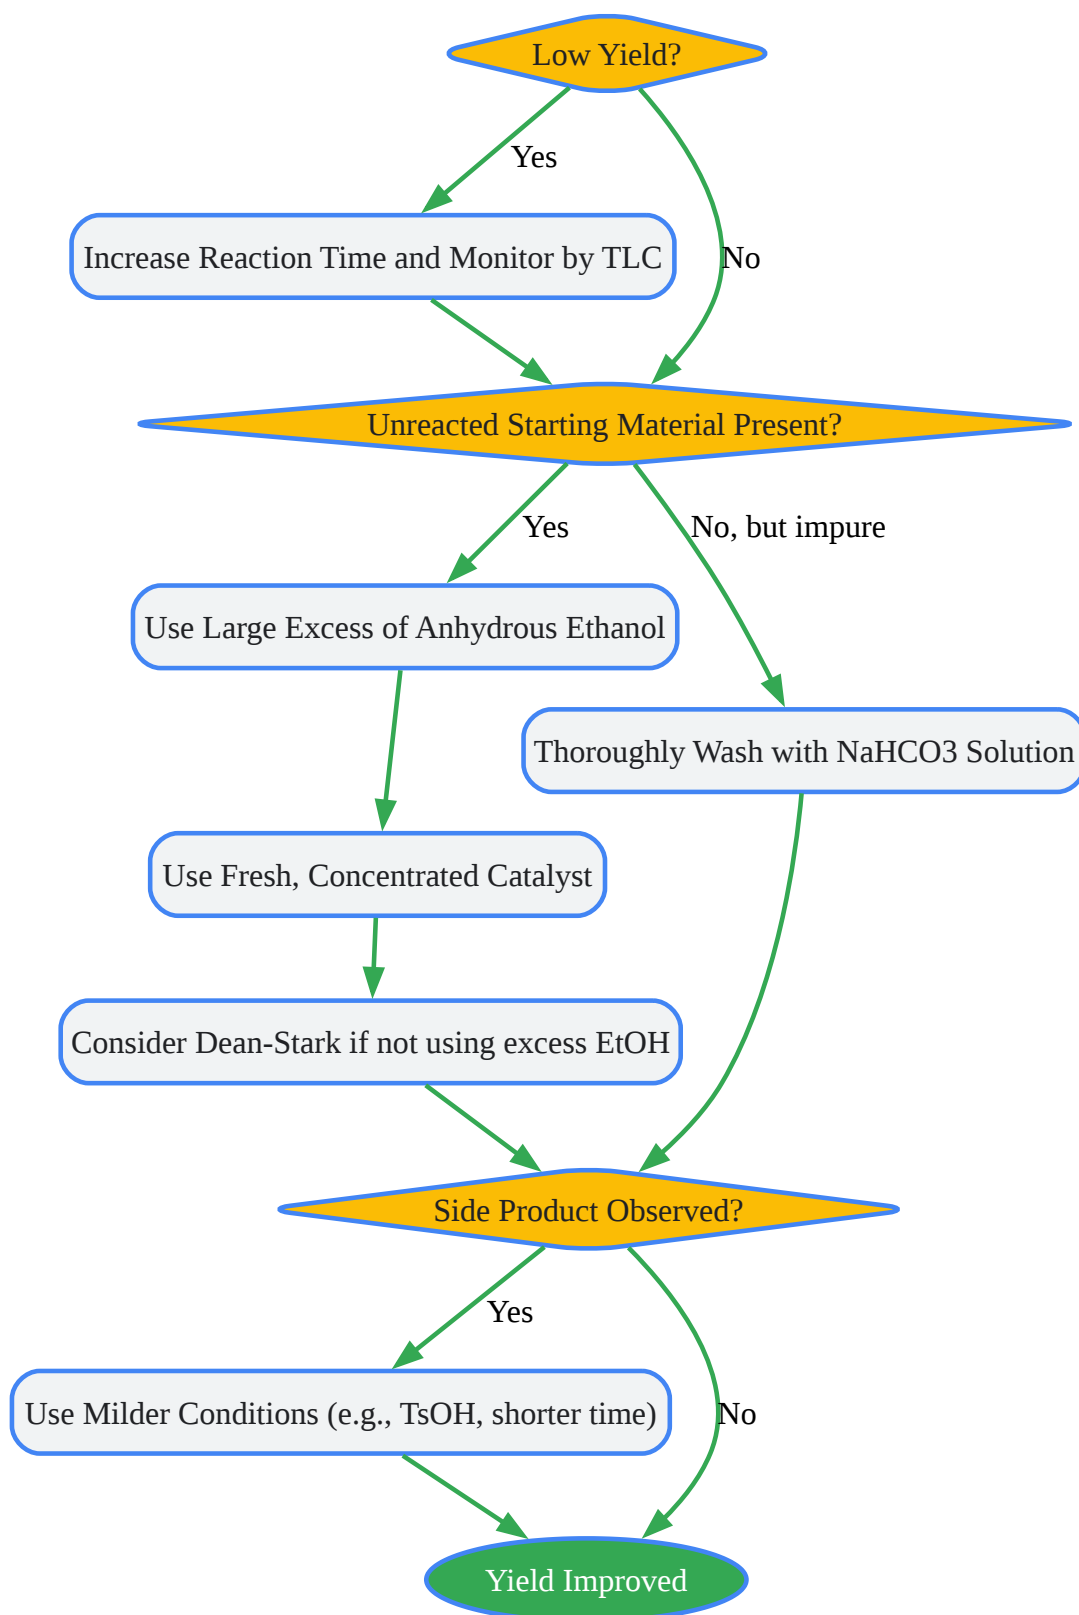 Low Yield?
Yes
Increase Reaction Time and Monitor by TLC
No
Unreacted Starting Material Present?
Yes
No, but impure
Use Large Excess of Anhydrous Ethanol
Thoroughly Wash with NaHCO3 Solution
Use Fresh, Concentrated Catalyst
Consider Dean-Stark if not using excess EtOH
Side Product Observed?
Yes
Use Milder Conditions (e.g., TsOH, shorter time)
No
Yield Improved